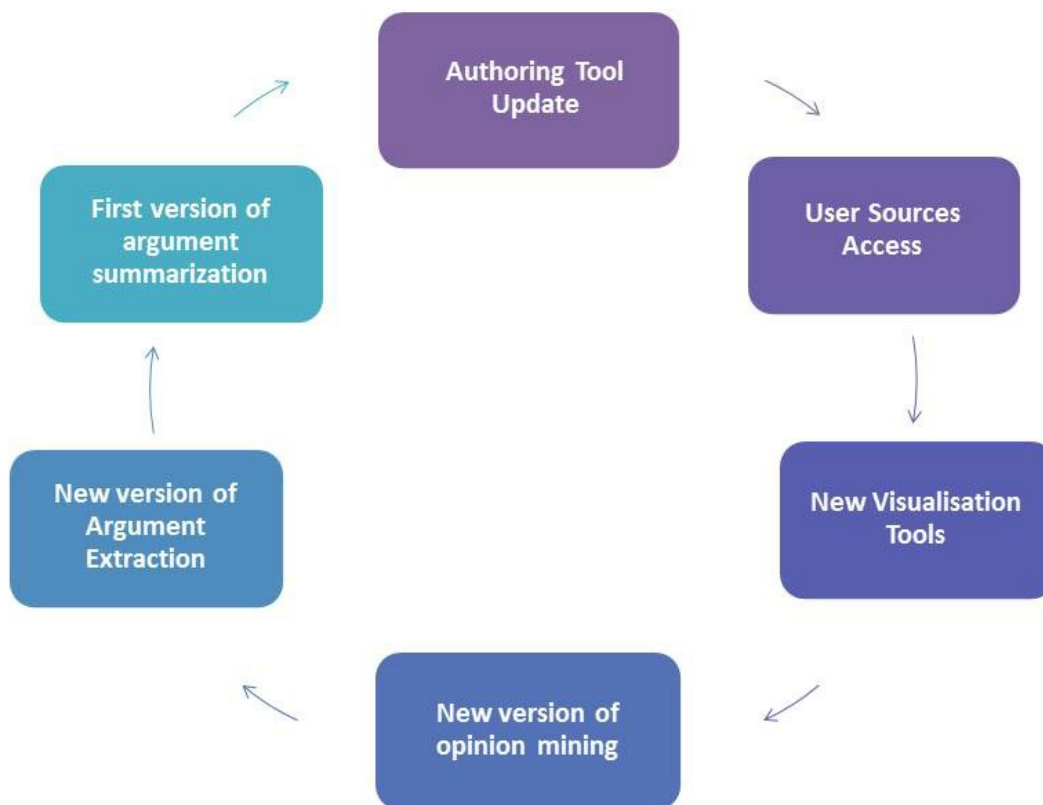 Authoring Tool
Update
User Sources
Access
New Visualisation
Tools
New version of
opinion mining
New version of
Argument
Extraction
First version of
argument
summarization